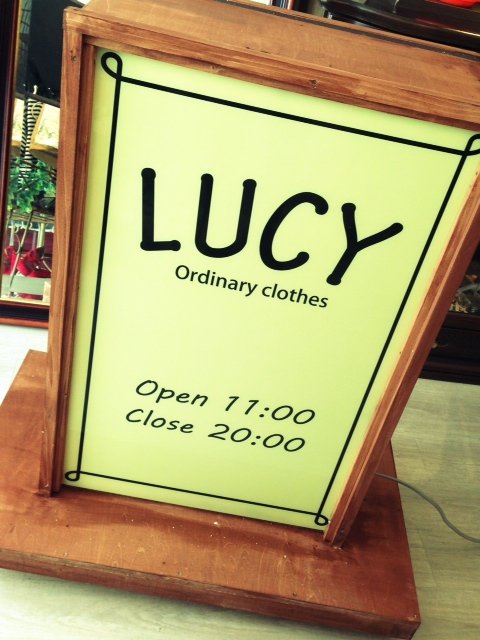 LUCY
Ordinary clothes
Open 11:00
Close 20:00